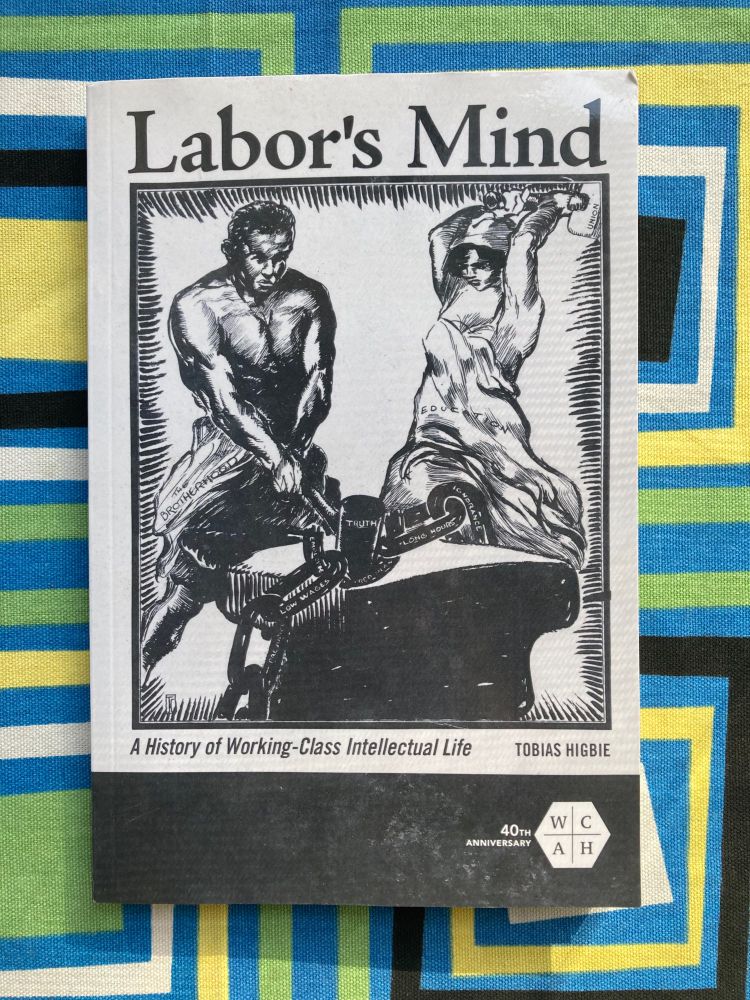 Labor's Mind
UNION
EDUCATION
THE
BROTHERHOOD
TRUTH
IGNORANCE
"LONG HOURS"
LOW WAGES
A History of Working-Class Intellectual Life
TOBIAS HIGBIE
40TH
ANNIVERSARY
W C
A H